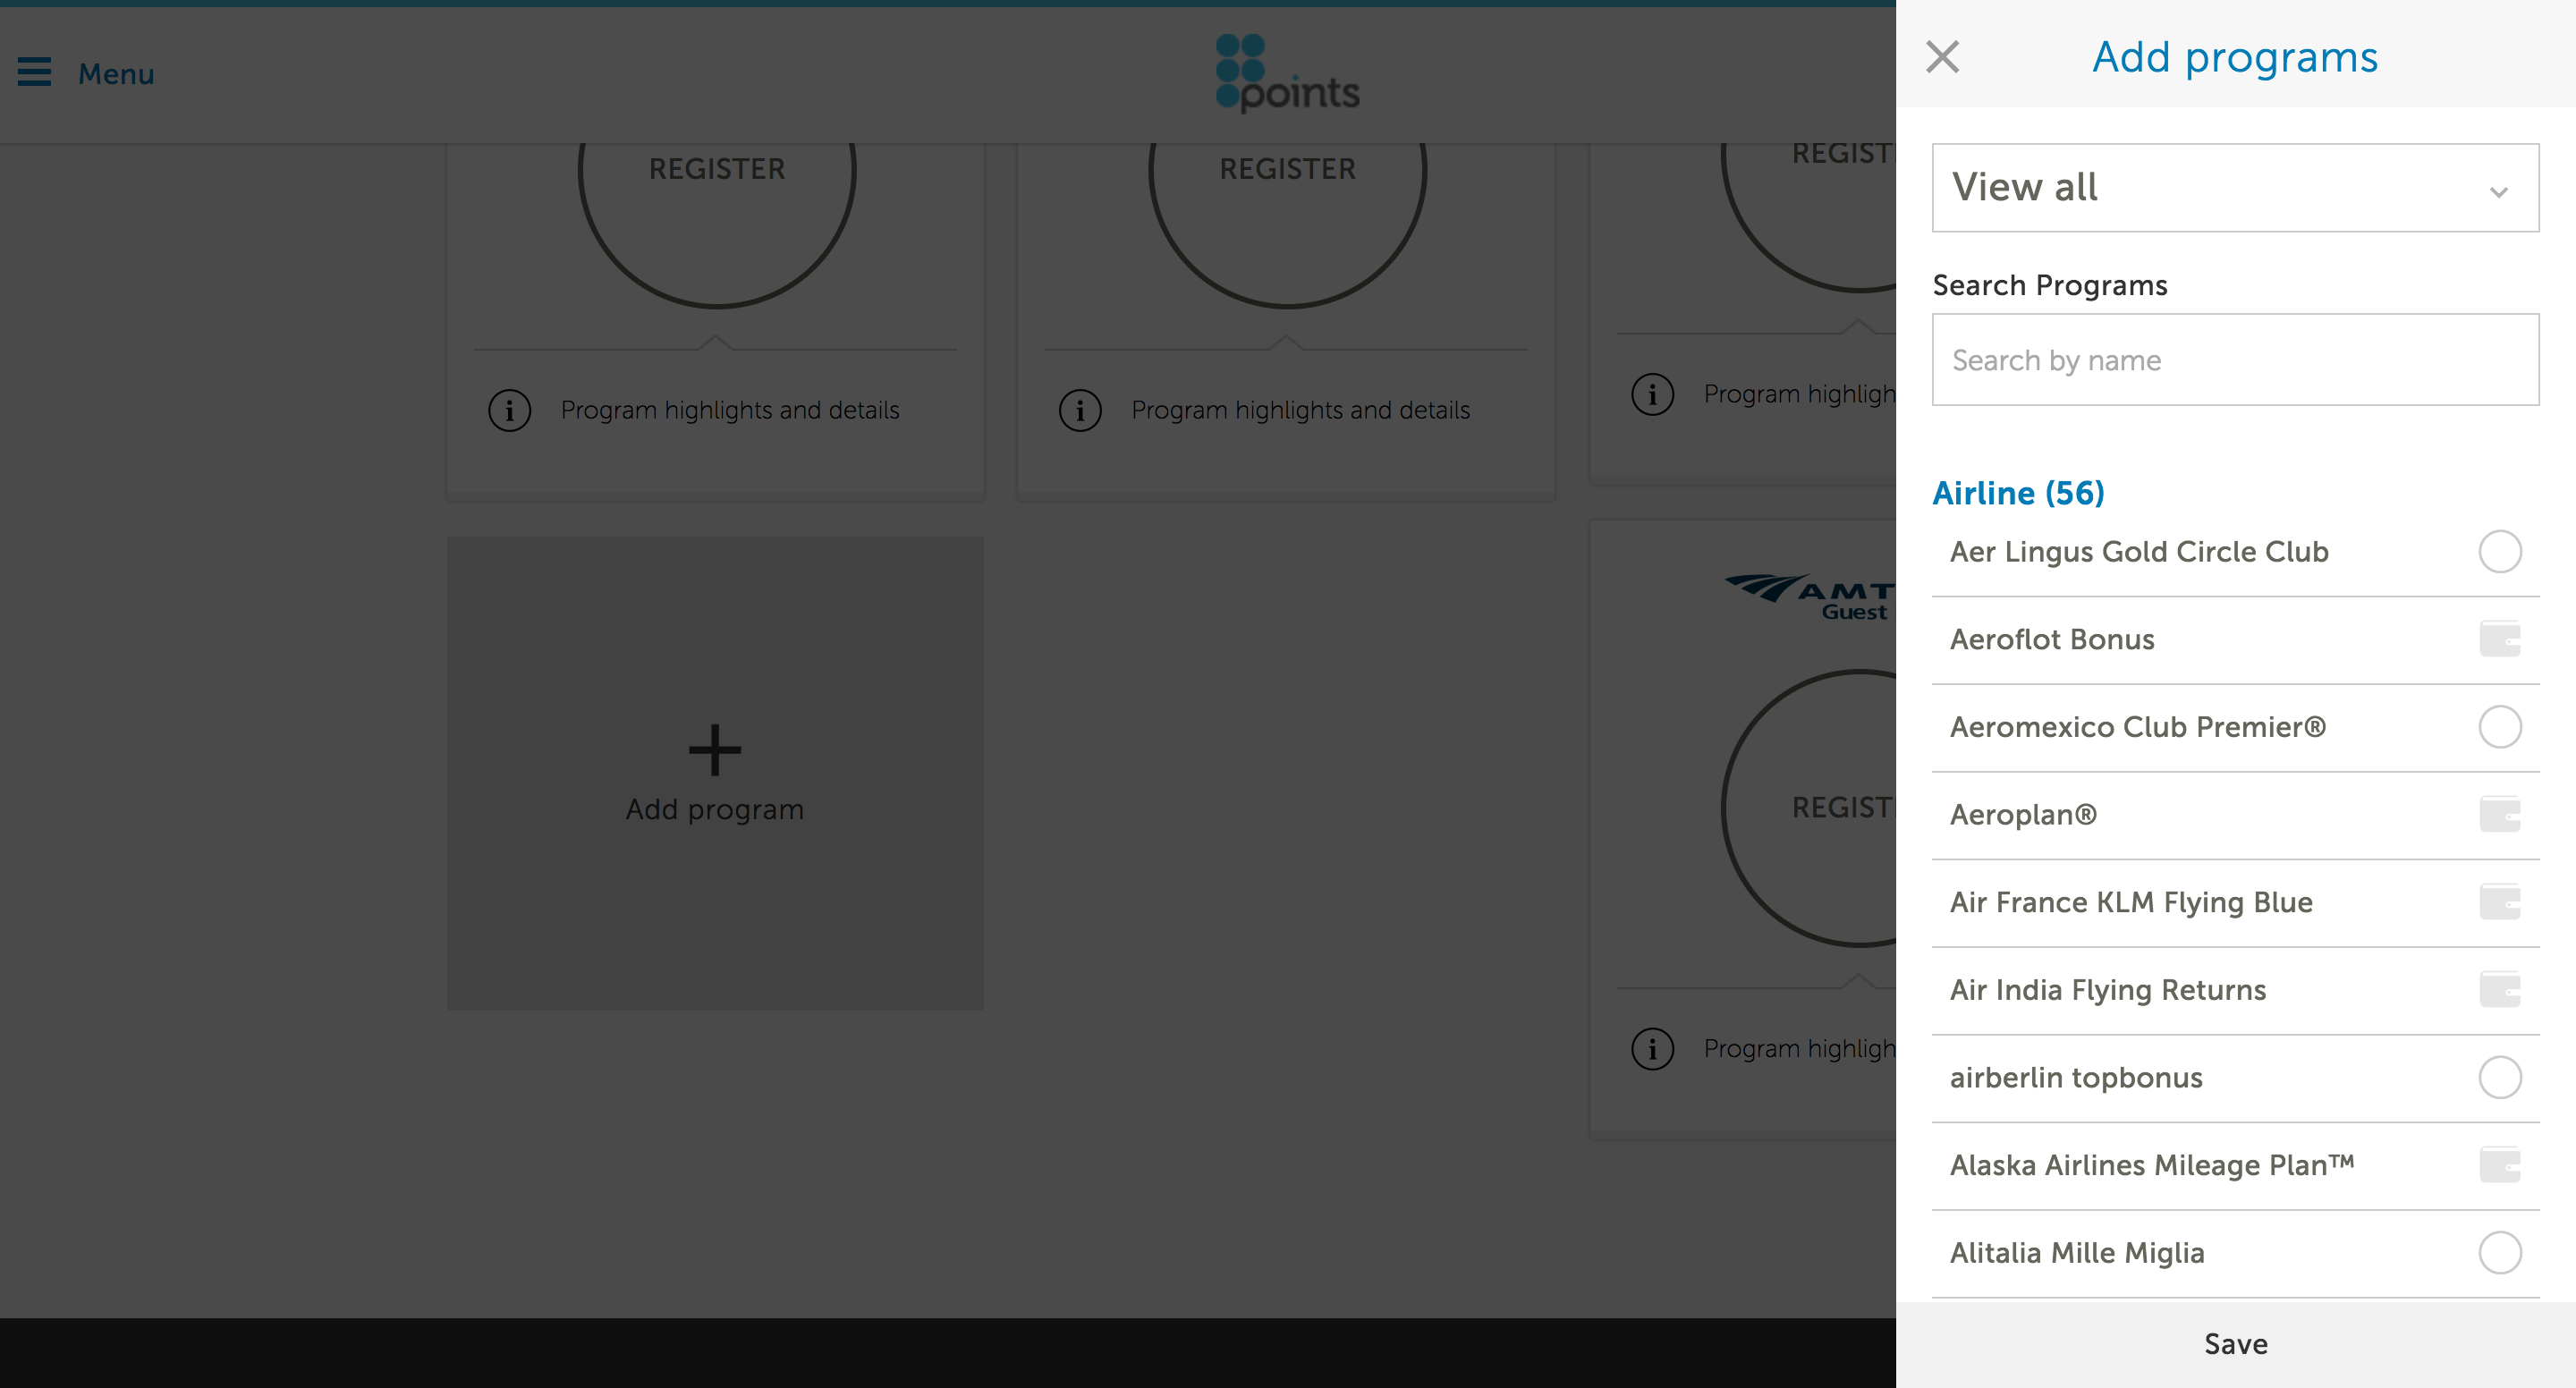 Menu
points
REGISTER
REGISTER
REGIST
Program highlights and details
Program highlights and details
Program highligh
Add program
AMT
Guest
REGIST
Program highligh
Add programs
View all
Search Programs
Search by name
Airline (56)
Aer Lingus Gold Circle Club
Aeroflot Bonus
Aeromexico Club Premier®
Aeroplan®
Air France KLM Flying Blue
Air India Flying Returns
airberlin topbonus
Alaska Airlines Mileage Plan™
Alitalia Mille Miglia
Save